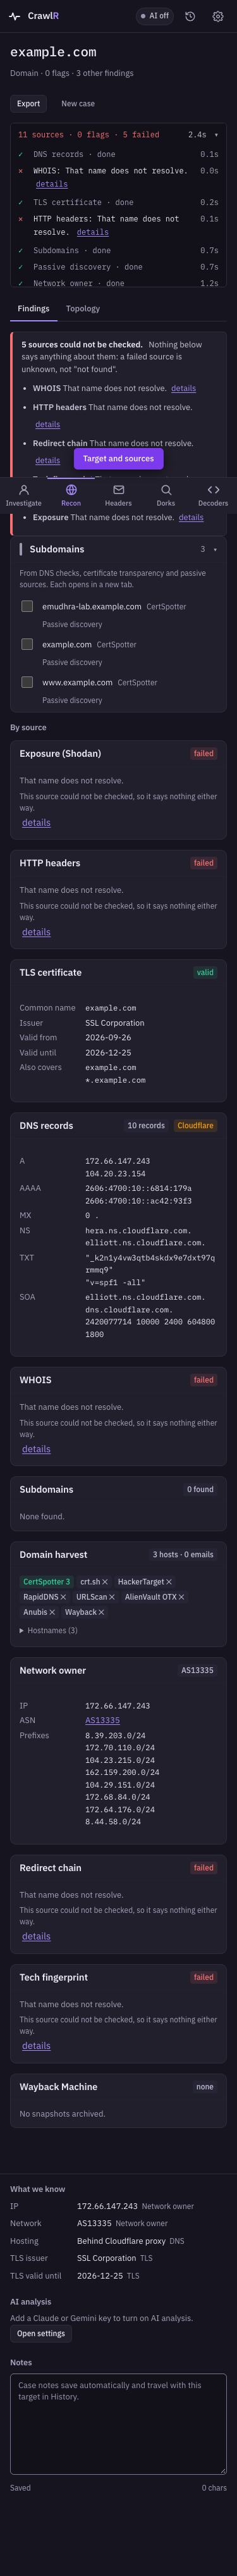 CrawlR
AI off
example.com
Domain · 0 flags · 3 other findings
Export New case
11 sources · 0 flags · 5 failed 2.4s ▾
✓ DNS records · done 0.1s
✕ WHOIS: That name does not resolve. 0.0s
details
✓ TLS certificate · done 0.2s
✕ HTTP headers: That name does not 0.1s
resolve. details
✓ Subdomains · done 0.7s
✓ Passive discovery · done 0.7s
✓ Network owner · done 1.2s
Findings Topology
5 sources could not be checked. Nothing below
says anything about them: a failed source is
unknown, not "not found".
• WHOIS That name does not resolve. details
• HTTP headers That name does not resolve.
details
• Redirect chain That name does not resolve.
details
Target and sources
Investigate Recon Headers Dorks Decoders
• Exposure That name does not resolve. details
Subdomains 3 ▾
From DNS checks, certificate transparency and passive
sources. Each opens in a new tab.
emudhra-lab.example.com CertSpotter
Passive discovery
example.com CertSpotter
Passive discovery
www.example.com CertSpotter
Passive discovery
By source
Exposure (Shodan) failed
That name does not resolve.
This source could not be checked, so it says nothing either
way.
details
HTTP headers failed
That name does not resolve.
This source could not be checked, so it says nothing either
way.
details
TLS certificate valid
Common name example.com
Issuer SSL Corporation
Valid from 2026-09-26
Valid until 2026-12-25
Also covers example.com
*.example.com
DNS records 10 records Cloudflare
A 172.66.147.243
104.20.23.154
AAAA 2606:4700:10::6814:179a
2606:4700:10::ac42:93f3
MX 0 .
NS hera.ns.cloudflare.com.
elliott.ns.cloudflare.com.
TXT "_k2n1y4vw3qtb4skdx9e7dxt97q
rmmq9"
"v=spf1 -all"
SOA elliott.ns.cloudflare.com.
dns.cloudflare.com.
2420077714 10000 2400 604800
1800
WHOIS failed
That name does not resolve.
This source could not be checked, so it says nothing either
way.
details
Subdomains 0 found
None found.
Domain harvest 3 hosts · 0 emails
CertSpotter 3 crt.sh ✕ HackerTarget ✕
RapidDNS ✕ URLScan ✕ AlienVault OTX ✕
Anubis ✕ Wayback ✕
▶ Hostnames (3)
Network owner AS13335
IP 172.66.147.243
ASN AS13335
Prefixes 8.39.203.0/24
172.70.110.0/24
104.23.215.0/24
162.159.200.0/24
104.29.151.0/24
172.68.84.0/24
172.64.176.0/24
8.44.58.0/24
Redirect chain failed
That name does not resolve.
This source could not be checked, so it says nothing either
way.
details
Tech fingerprint failed
That name does not resolve.
This source could not be checked, so it says nothing either
way.
details
Wayback Machine none
No snapshots archived.
What we know
IP 172.66.147.243 Network owner
Network AS13335 Network owner
Hosting Behind Cloudflare proxy DNS
TLS issuer SSL Corporation TLS
TLS valid until 2026-12-25 TLS
AI analysis
Add a Claude or Gemini key to turn on AI analysis.
Open settings
Notes
Case notes save automatically and travel with this
target in History.
Saved 0 chars